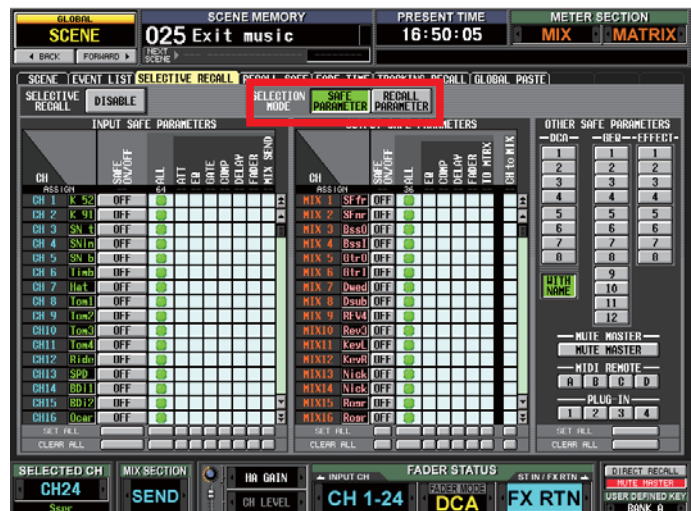 GLOBAL SCENE MEMORY PRESENT TIME METER SECTION
SCENE 025 Exit music 16:50:05 MIX MATRIX
BACK FORWARD NEXT SCENE
SCENE EVENT LIST SELECTIVE RECALL RECALL SAFE FADE TIME TRACKING RECALL GLOBAL PASTE
SELECTIVE RECALL DISABLE SELECTION MODE SAFE PARAMETER RECALL PARAMETER
INPUT SAFE PARAMETERS OUTPUT SAFE PARAMETERS OTHER SAFE PARAMETERS
DCA GEQ EFFECT
CH SAFE ON/OFF ALL ATT EQ GATE COMP DELAY FADER MIX SEND
CH SAFE ON/OFF ALL EQ COMP DELAY FADER TO MTRX CH to MIX
ASSIGN 64 ASSIGN 36
CH 1 K 52 OFF MIX 1 SFfr OFF
CH 2 K 91 OFF MIX 2 SFnr OFF
CH 3 SN t OFF MIX 3 OFF
CH 4 SNln OFF MIX 4 OFF
CH 5 SN b OFF MIX 5 OFF
CH 6 Timb OFF MIX 6 OFF
CH 7 Hat OFF MIX 7 Dwed OFF
CH 8 Tom1 OFF MIX 8 Dsub OFF
CH 9 Tom2 OFF MIX 9 RFV4 OFF
CH10 Tom3 OFF MIX10 Rev3 OFF
CH11 Tom4 OFF MIX11 KeyL OFF
CH12 Ride OFF MIX12 KeyR OFF
CH13 SPD OFF MIX13 Nick OFF
CH14 BDi1 OFF MIX14 Nick OFF
CH15 BDi2 OFF MIX15 Roer OFF
CH16 Ocar OFF MIX16 Roer OFF
SET ALL SET ALL SET ALL
CLEAR ALL CLEAR ALL CLEAR ALL
1 1 1
2 2 2
3 3 3
4 4 4
5 5 5
6 6 6
7 7 7
8 8 8
WITH NAME
9
10
11
12
MUTE MASTER
MUTE MASTER
MIDI REMOTE
A B C D
PLUG-IN
1 2 3 4
SELECTED CH MIX SECTION HA GAIN INPUT CH FADER STATUS ST IN / FX RTN DIRECT RECALL
MUTE MASTER
CH24 SEND CH LEVEL CH 1-24 FADER MODE DCA FX RTN USER DEFINED KEY
BANK A